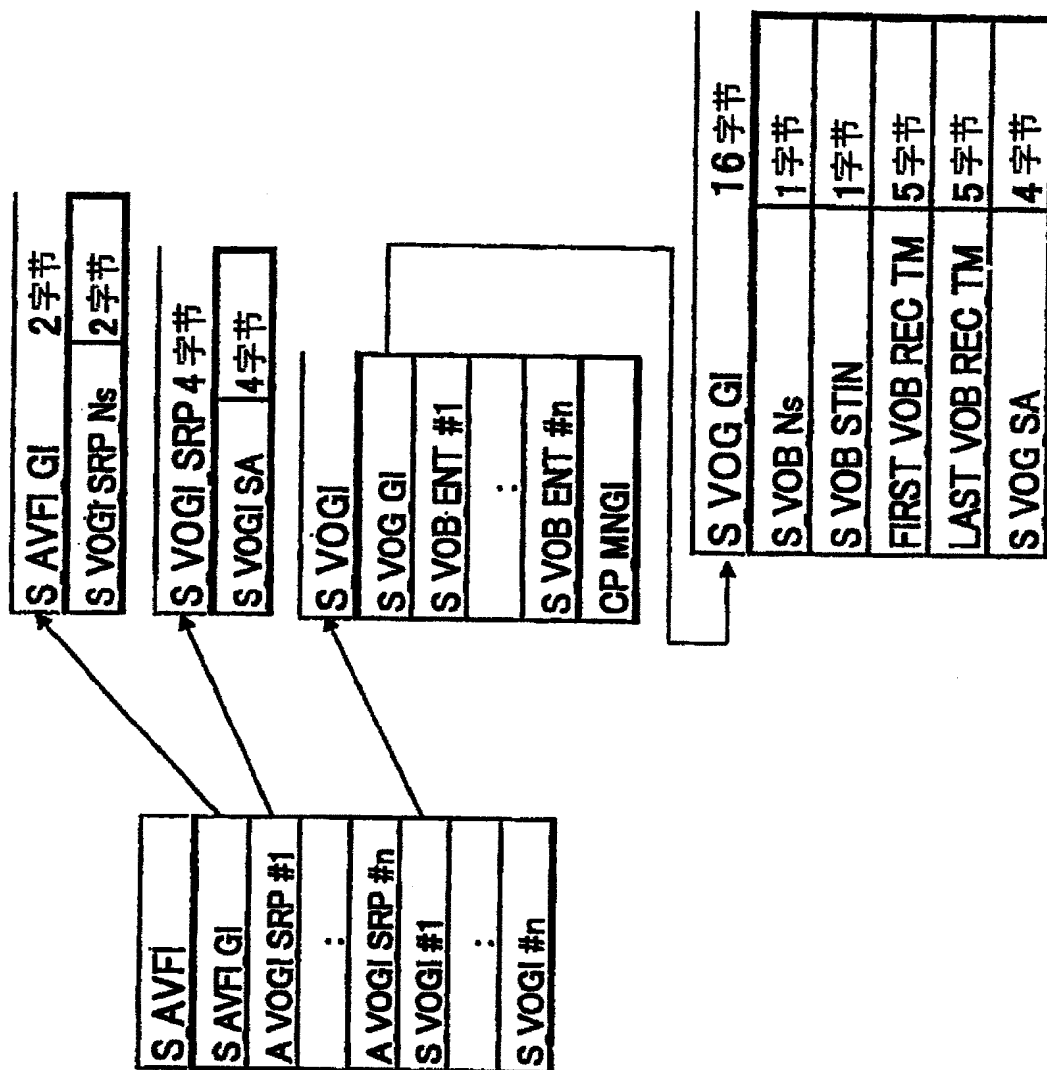 S AVFI
S AVFI GI
A VOGI SRP #1
:
A VOGI SRP #n
S VOGI #1
:
S VOGI #n
S AVFI GI 2字节
S VOGI SRP Ns 2字节
S VOGI SRP 4字节
S VOGI SA 4字节
S VOGI
S VOG GI
S VOB ENT #1
:
S VOB ENT #n
CP MNGI
S VOG GI 16字节
S VOB Ns 1字节
S VOB STIN 1字节
FIRST VOB REC TM 5字节
LAST VOB REC TM 5字节
S VOG SA 4字节